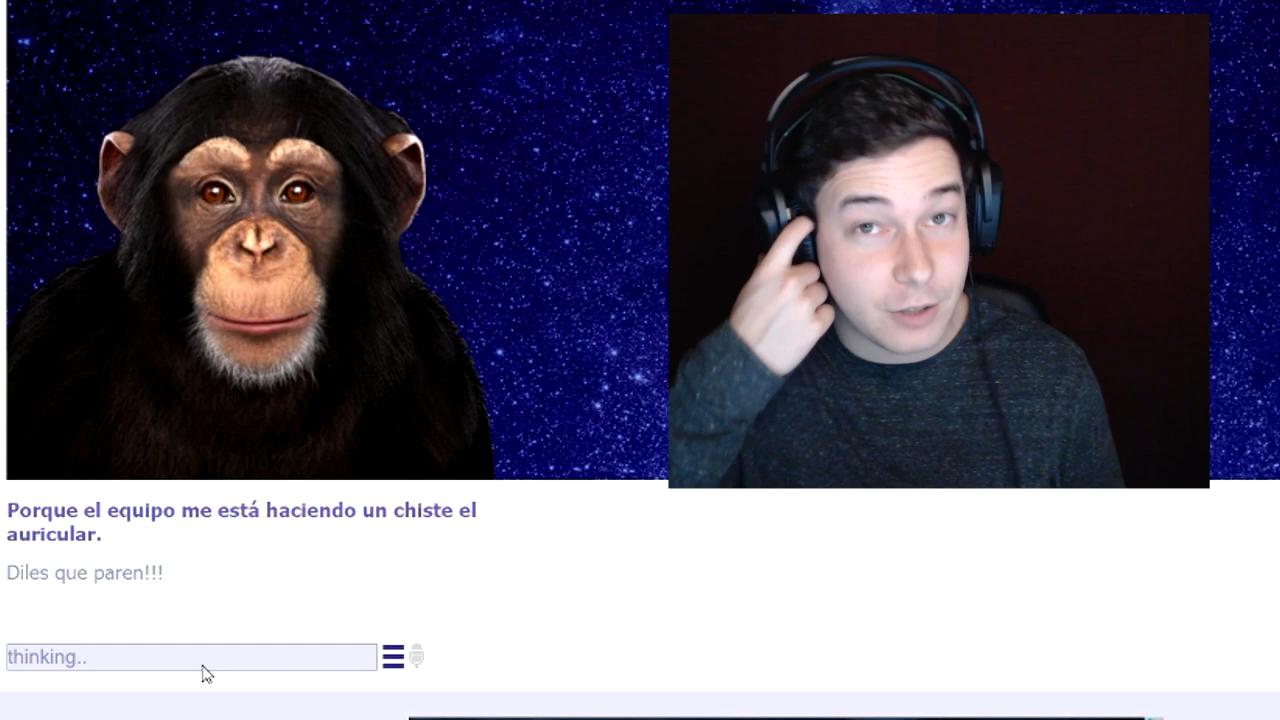 Porque el equipo me está haciendo un chiste el
auricular.
Diles que paren!!!
thinking..